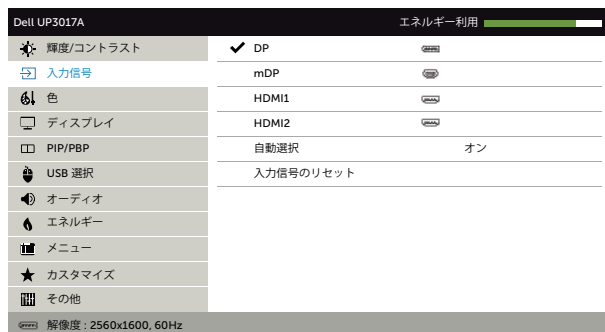 Dell UP3017A エネルギー利用
輝度/コントラスト DP
入力信号 mDP
色 HDMI1
ディスプレイ HDMI2
PIP/PBP 自動選択 オン
USB 選択 入力信号のリセット
オーディオ
エネルギー
メニュー
カスタマイズ
その他
解像度 : 2560x1600, 60Hz